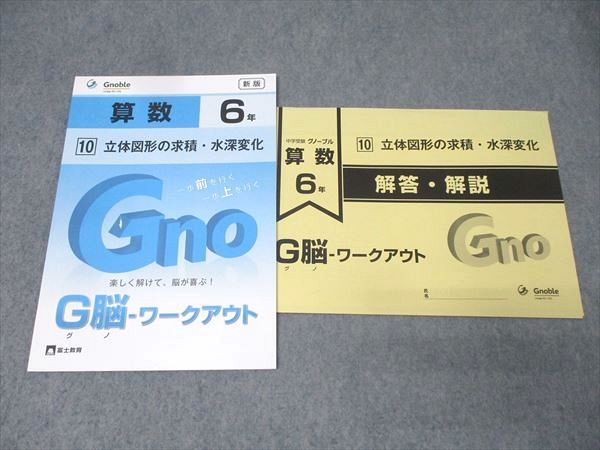 Gnoble
新版
算数 6年
10 立体図形の求積・水深変化
一歩前を行く
一歩上を行く
Gno
楽しく解けて、脳が喜ぶ！
G脳-ワークアウト
グノ
富士教育
中学受験 グノーブル
算数
6年
10 立体図形の求積・水深変化
解答・解説
Gno
G脳-ワークアウト
グノ
氏名
Gnoble